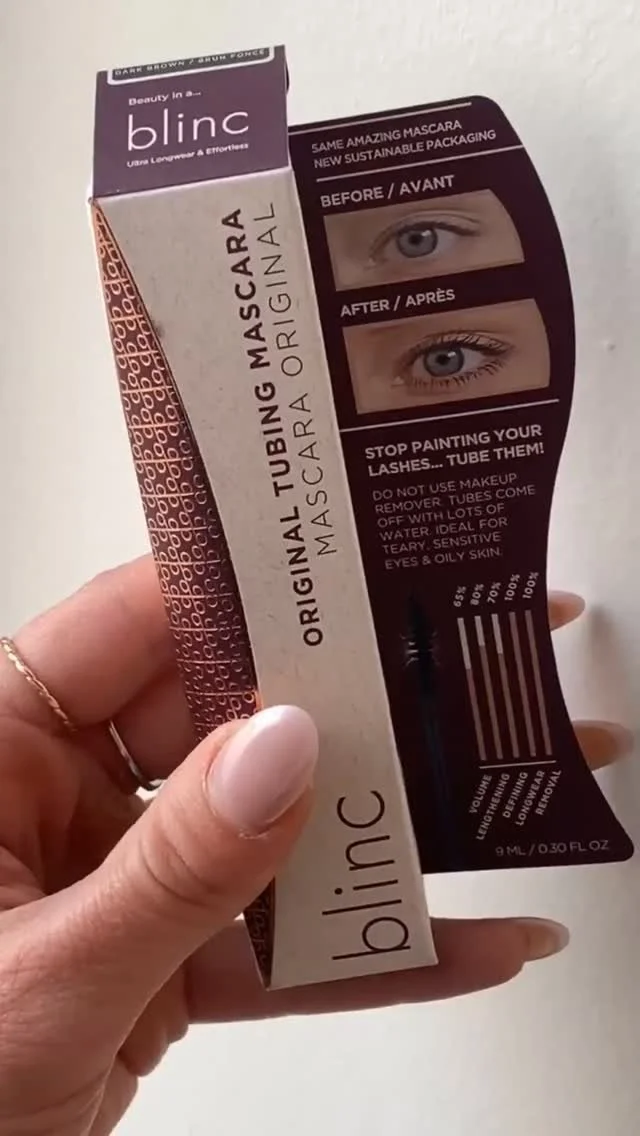 DARK BROWN / BRUN FONCÉ
Beauty in a...
blinc
Ultra Longwear & Effortless
ORIGINAL TUBING MASCARA
MASCARA ORIGINAL
blinc
SAME AMAZING MASCARA
NEW SUSTAINABLE PACKAGING
BEFORE / AVANT
AFTER / APRÈS
STOP PAINTING YOUR
LASHES... TUBE THEM!
DO NOT USE MAKEUP
REMOVER. TUBES COME
OFF WITH LOTS OF
WATER. IDEAL FOR
TEARY, SENSITIVE
EYES & OILY SKIN.
65% 80% 70% 100% 100%
VOLUME
LENGTHENING
DEFINING
LONGWEAR
REMOVAL
9 ML / 0.30 FL OZ